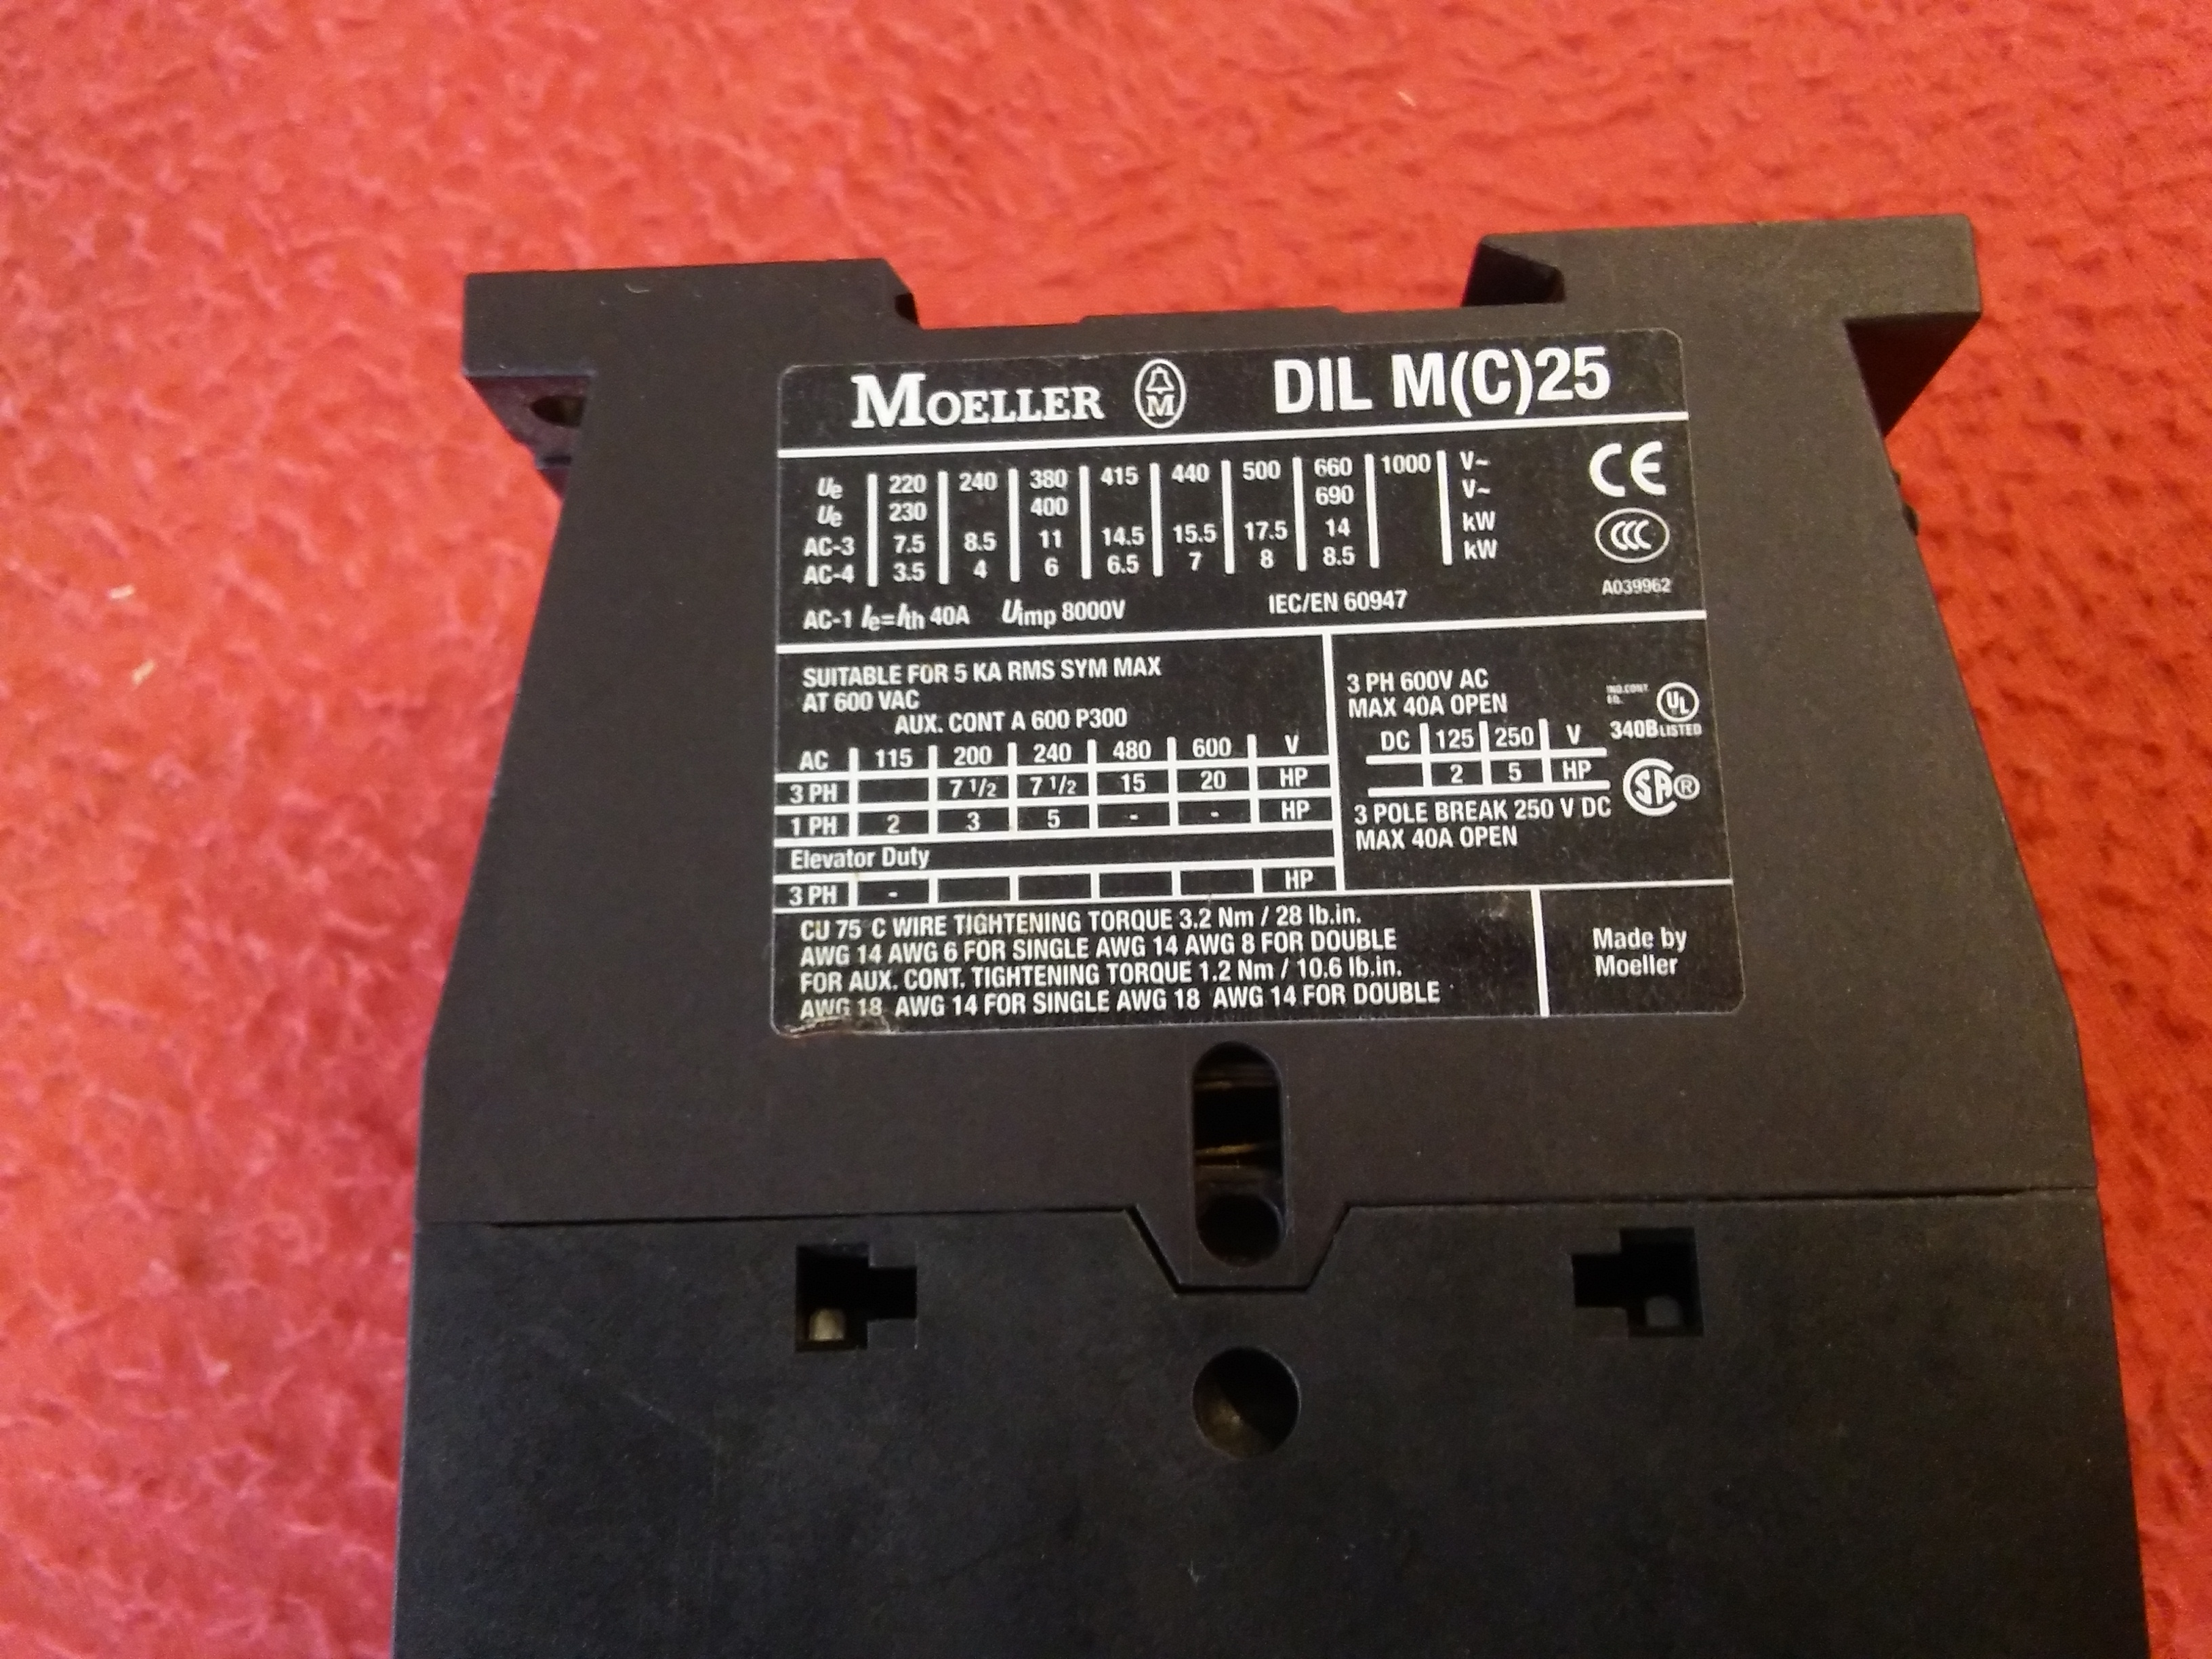 MOELLER M DIL M(C)25
Ue 220 240 380 415 440 500 660 1000 V~
Ue 230 400 690 V~
AC-3 7.5 8.5 11 14.5 15.5 17.5 14 kW
AC-4 3.5 4 6 6.5 7 8 8.5 kW
CE
CCC
A039962
AC-1 Ie=Ith 40A Uimp 8000V IEC/EN 60947
SUITABLE FOR 5 KA RMS SYM MAX
AT 600 VAC
AUX. CONT A 600 P300
AC 115 200 240 480 600 V
3 PH 7 1/2 7 1/2 15 20 HP
1 PH 2 3 5 - - HP
Elevator Duty
3 PH - HP
3 PH 600V AC
MAX 40A OPEN
DC 125 250 V
2 5 HP
3 POLE BREAK 250 V DC
MAX 40A OPEN
IND.CONT.
EQ.
UL
340B LISTED
SA®
CU 75 C WIRE TIGHTENING TORQUE 3.2 Nm / 28 lb.in.
AWG 14 AWG 6 FOR SINGLE AWG 14 AWG 8 FOR DOUBLE
FOR AUX. CONT. TIGHTENING TORQUE 1.2 Nm / 10.6 lb.in.
AWG 18 AWG 14 FOR SINGLE AWG 18 AWG 14 FOR DOUBLE
Made by
Moeller